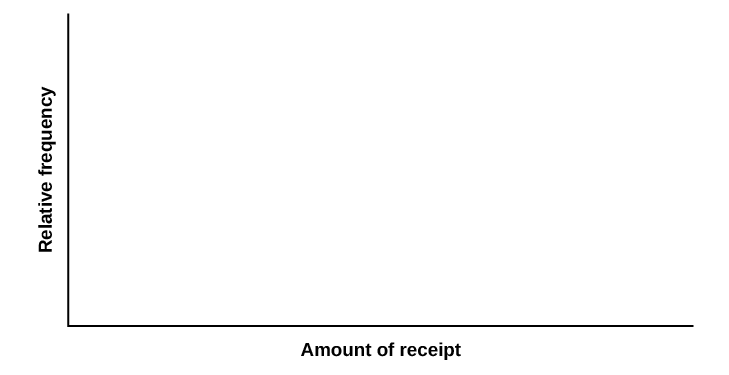 Relative frequency
Amount of receipt